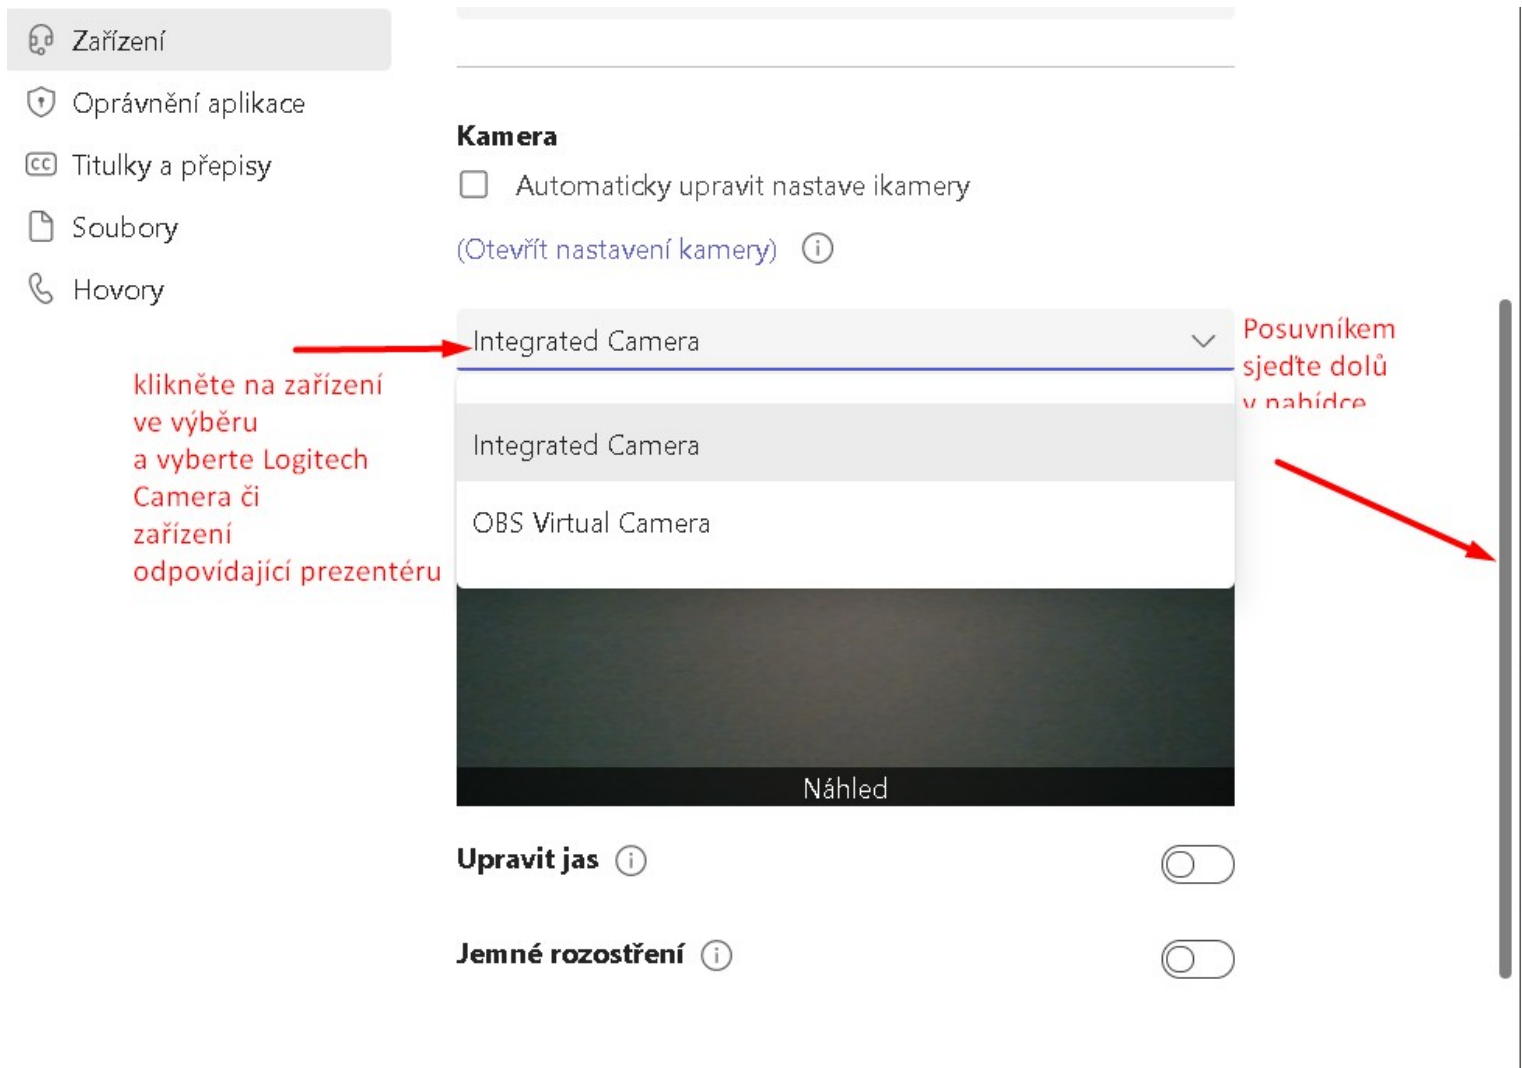 Zařízení
Oprávnění aplikace
Titulky a přepisy
Soubory
Hovory
klikněte na zařízení
ve výběru
a vyberte Logitech
Camera či
zařízení
odpovídající prezentéru
Kamera
Automaticky upravit nastave ikamery
(Otevřít nastavení kamery)
Integrated Camera
Integrated Camera
OBS Virtual Camera
Náhled
Upravit jas
Jemné rozostření
Posuvníkem
sjeďte dolů
v nabídce